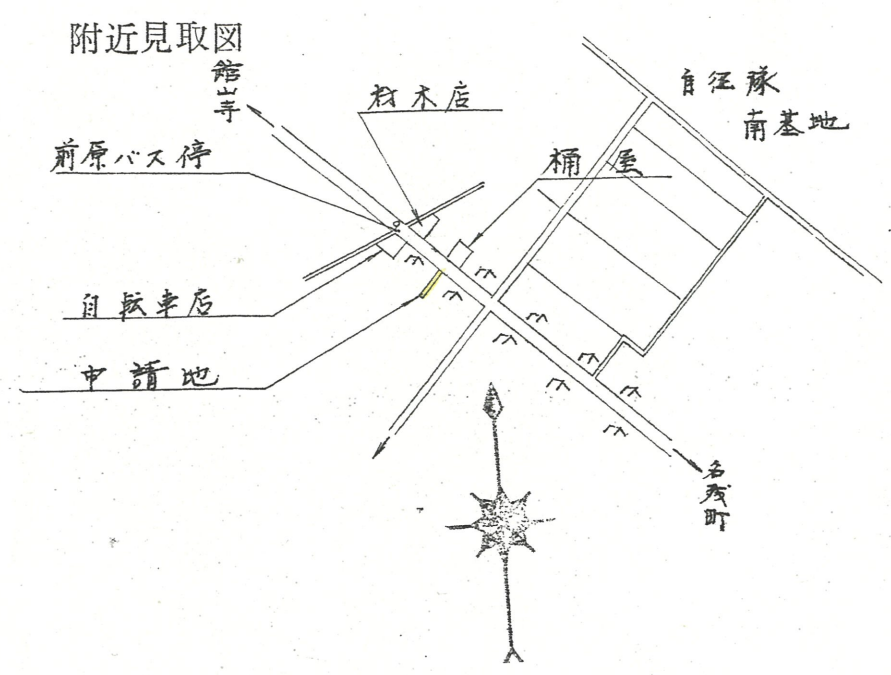 附近見取図
舘山寺
材木店
自衛隊
南基地
前原バス停
桶屋
自転車店
申請地
名残町